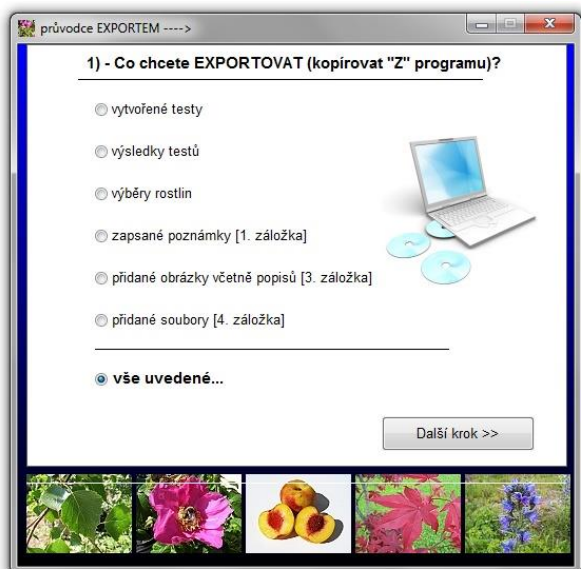 průvodce EXPORTEM ---->
1) - Co chcete EXPORTOVAT (kopírovat "Z" programu)?
vytvořené testy
výsledky testů
výběry rostlin
zapsané poznámky [1. záložka]
přidané obrázky včetně popisů [3. záložka]
přidané soubory [4. záložka]
vše uvedené...
Další krok >>